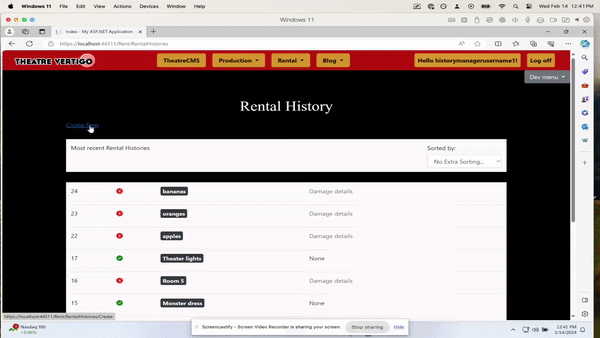 Windows 11 File Actions Devices Window Help Wed Feb 14 12:41 PM
Windows 11
Index - My ASP.NET Application
https://localhost:44311/Rent/RentalHistories
THEATRE VERTIGO TheatreCMS Production Rental Blog Hello historymanagerusername1! Log off
Dev menu
Rental History
Create New
Most recent Rental Histories Sorted by:
No Extra Sorting...
24 bananas Damage details
23 oranges Damage details
22 apples Damage details
17 Theater lights None
16 Room 5 Damage details
15 Monster dress None
https://localhost:44311/Rent/RentalHistories/Create
Nasdaq 100
Screencastify - Screen Video Recorder is sharing your screen. Stop sharing Hide
12:41 PM
2/14/2024